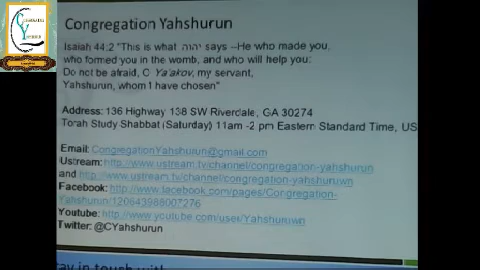 Congregation Yahshurun
Isaiah 44:2 "This is what יהוה says --He who made you,
who formed you in the womb, and who will help you:
Do not be afraid, O Ya'akov, my servant,
Yahshurun, whom I have chosen"
Address: 136 Highway 138 SW Riverdale, GA 30274
Torah Study Shabbat (Saturday) 11am -2 pm Eastern Standard Time, US
Email: CongregationYahshurun@gmail.com
Ustream: http://www.ustream.tv/channel/congregation-yahshurun
and http://www.ustream.tv/channel/congregation-yahshuruwn
Facebook: http://www.facebook.com/pages/Congregation-
Yahshurun/120643988007276
Youtube: http://www.youtube.com/user/Yahshuruwn
Twitter: @CYahshurun